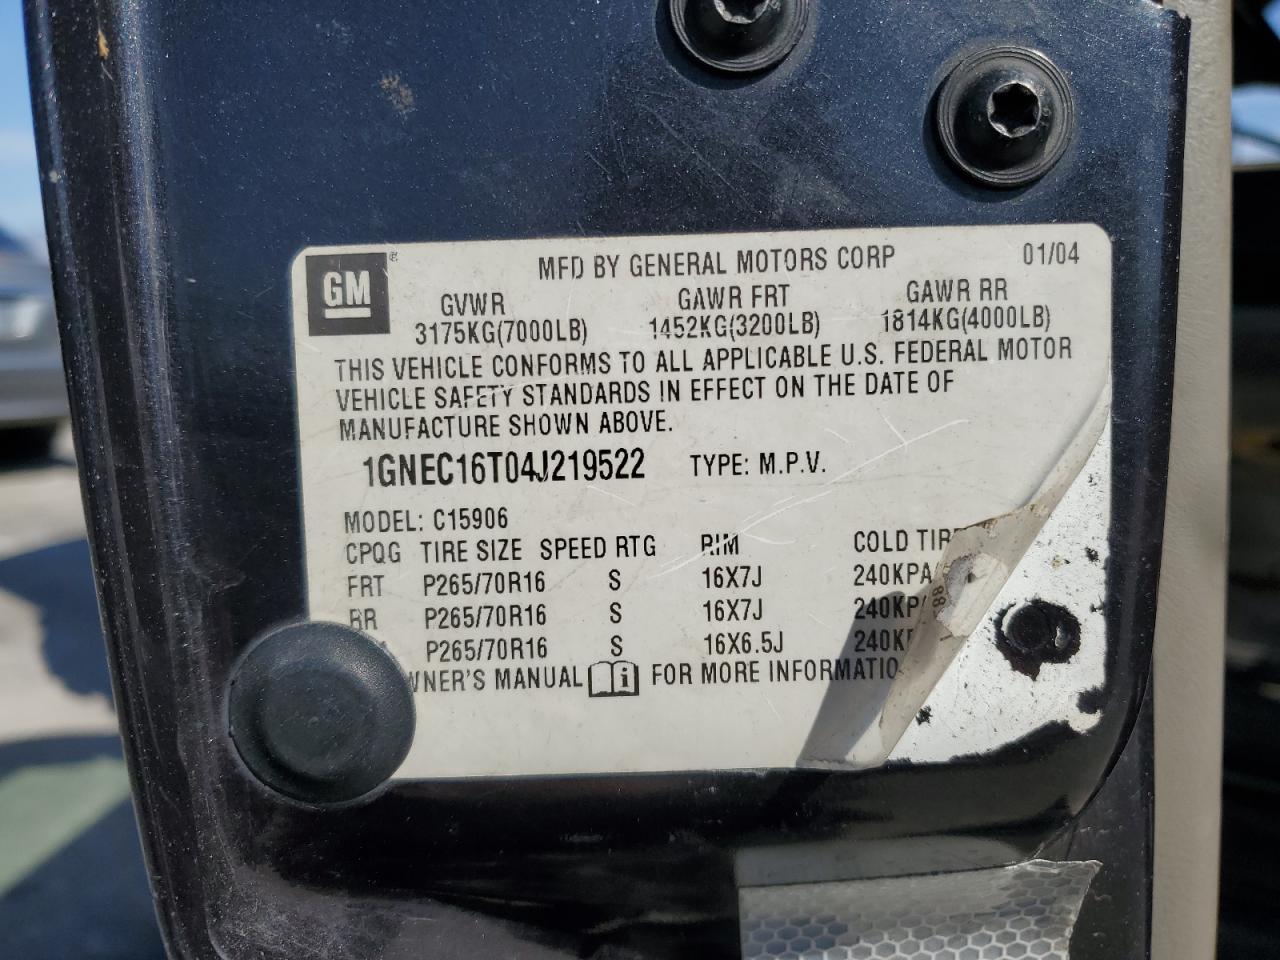 GM
MFD BY GENERAL MOTORS CORP 01/04
GVWR GAWR FRT GAWR RR
3175KG(7000LB) 1452KG(3200LB) 1814KG(4000LB)
THIS VEHICLE CONFORMS TO ALL APPLICABLE U.S. FEDERAL MOTOR
VEHICLE SAFETY STANDARDS IN EFFECT ON THE DATE OF
MANUFACTURE SHOWN ABOVE.
1GNEC16T04J219522 TYPE: M.P.V.
MODEL: C15906
CPQG TIRE SIZE SPEED RTG RIM COLD
FRT P265/70R16 S 16X7J 240KPA/
RR P265/70R16 S 16X7J 240KP
P265/70R16 S 16X6.5J 240K
MANUAL FOR MORE